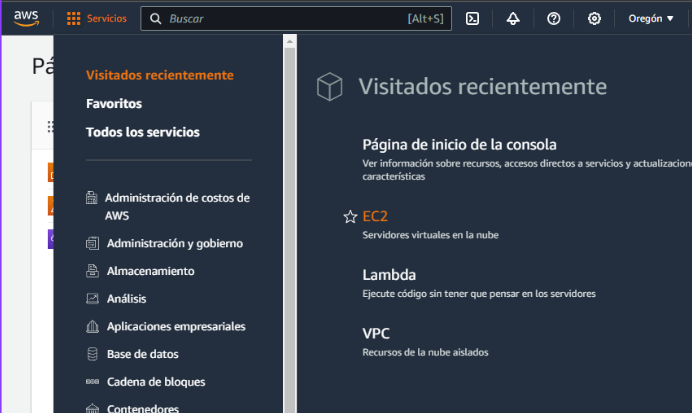 aws
Servicios
Buscar
[Alt+S]
Oregón
Pá
Visitados recientemente
Favoritos
Todos los servicios
Administración de costos de
AWS
Administración y gobierno
Almacenamiento
Análisis
Aplicaciones empresariales
Base de datos
Cadena de bloques
Contenedores
Visitados recientemente
Página de inicio de la consola
Ver información sobre recursos, accesos directos a servicios y actualizacion
características
EC2
Servidores virtuales en la nube
Lambda
Ejecute código sin tener que pensar en los servidores
VPC
Recursos de la nube aislados